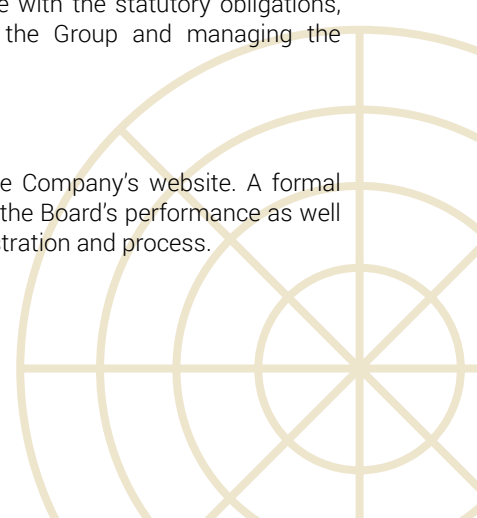 with the statutory obligations,
the Group and managing the
Company's website. A formal
the Board's performance as well
and process.